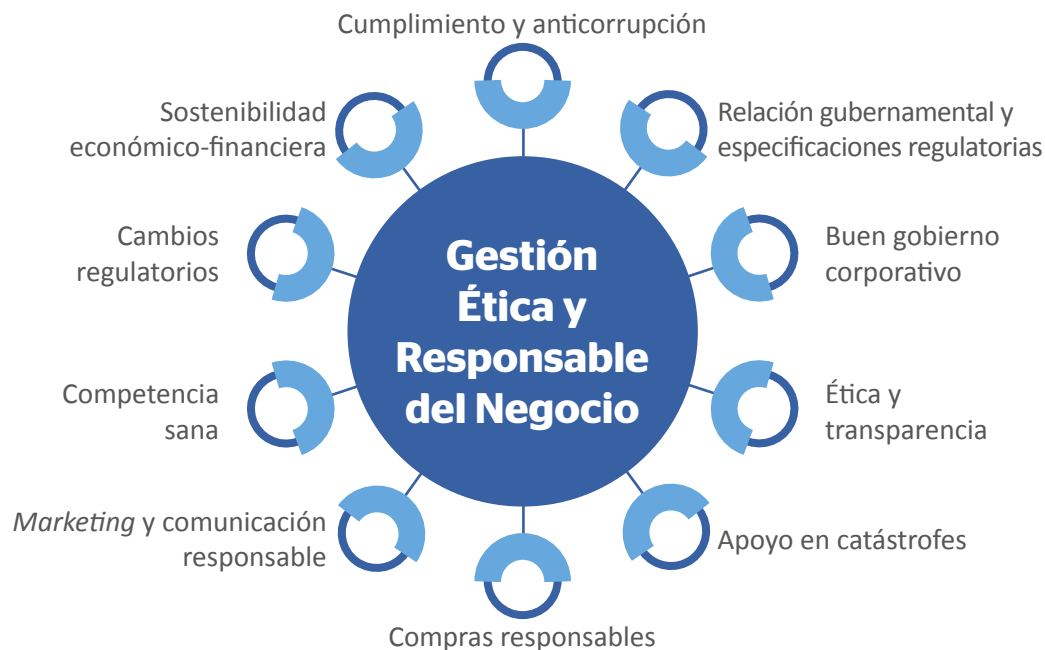 Cumplimiento y anticorrupción
Sostenibilidad
económico-financiera
Relación gubernamental y
especificaciones regulatorias
Cambios
regulatorios
Gestión
Ética y
Responsable
del Negocio
Buen gobierno
corporativo
Competencia
sana
Ética y
transparencia
Marketing y comunicación
responsable
Apoyo en catástrofes
Compras responsables